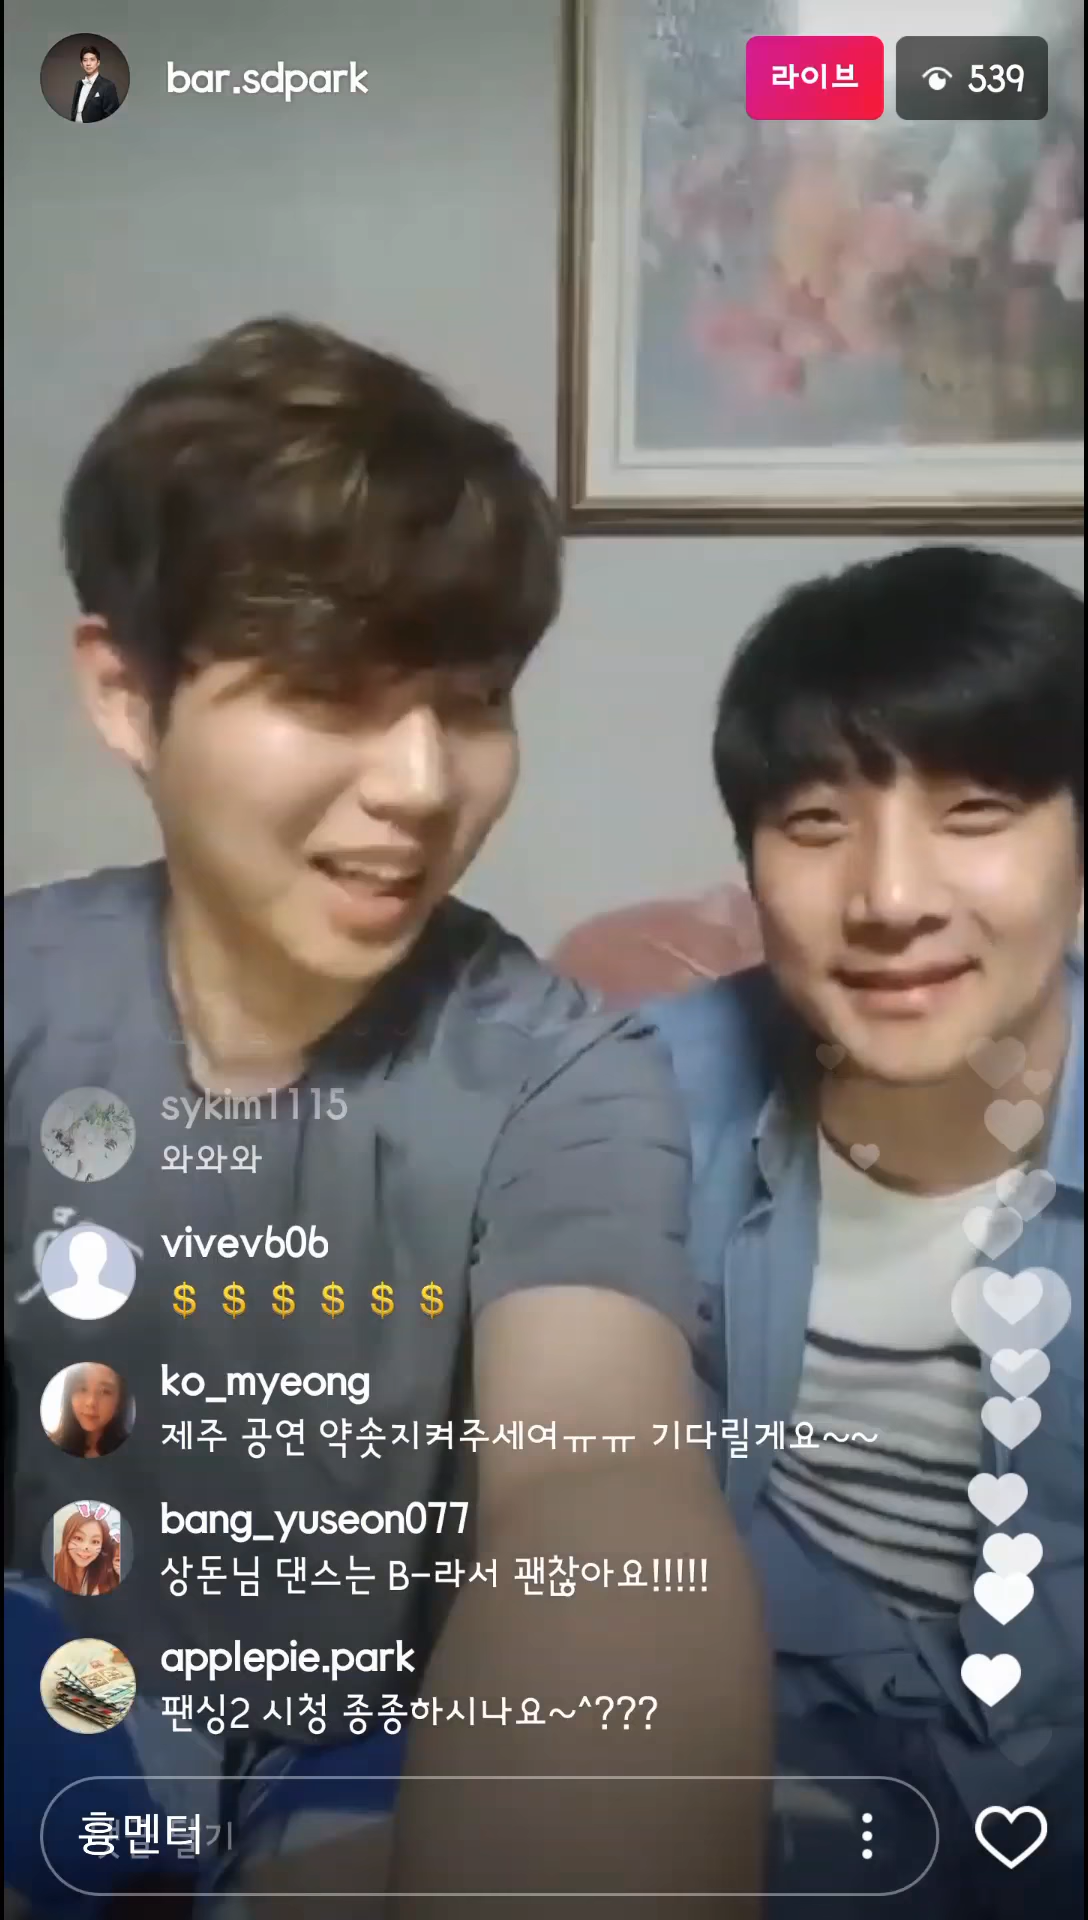 bar.sdpark
라이브
539
sykim1115
와와와
vivev606
💲💲💲💲💲💲
ko_myeong
제주 공연 약솟지켜주세여ㅠㅠ 기다릴게요~~
bang_yuseon077
상돈님 댄스는 B-라서 괜찮아요!!!!!
applepie.park
팬싱2 시청 종종하시나요~^???
흉멘터